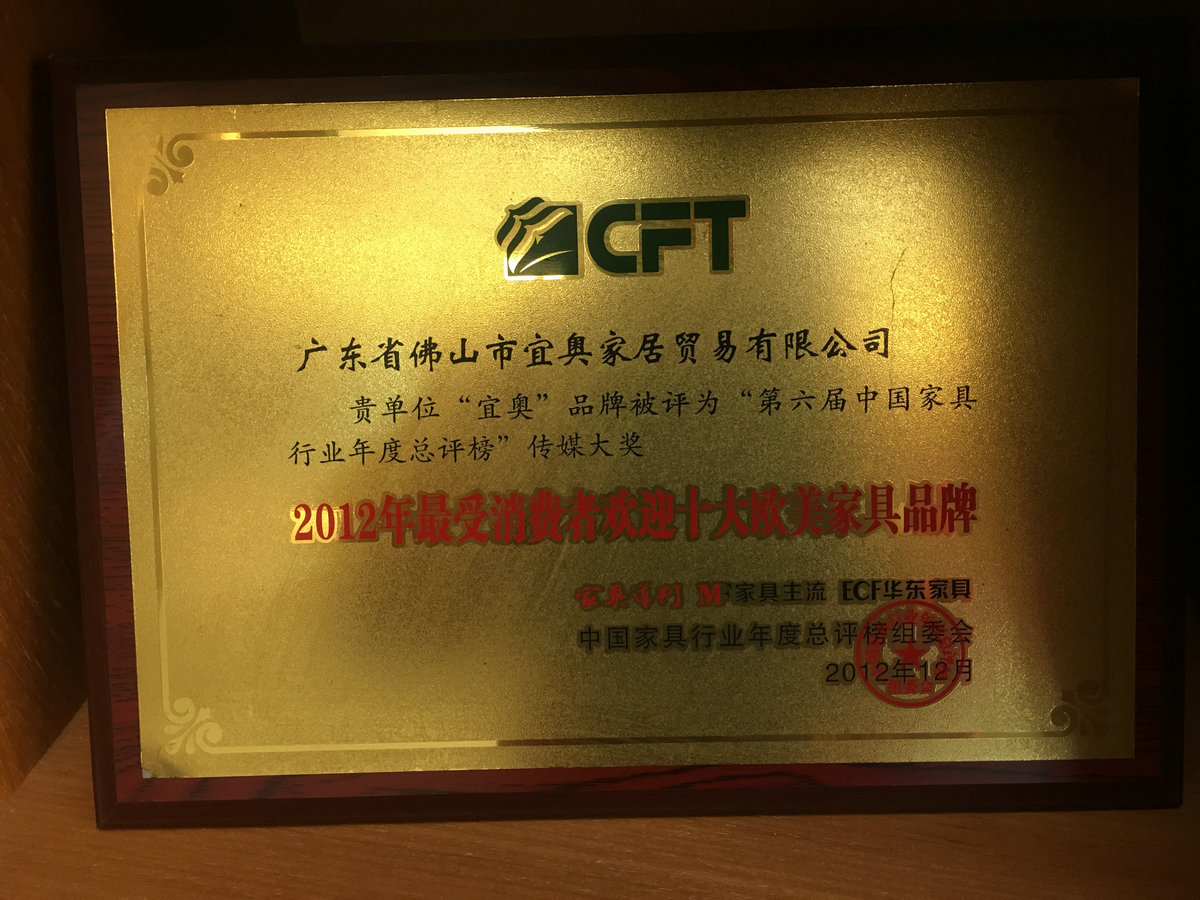 CFT
广东省佛山市宜奥家居贸易有限公司
贵单位“宜奥”品牌被评为“第六届中国家具
行业年度总评榜”传媒大奖
2012年最受消费者欢迎十大欧美家具品牌
MF家具主流 ECF华东家具
中国家具行业年度总评榜组委会
2012年12月